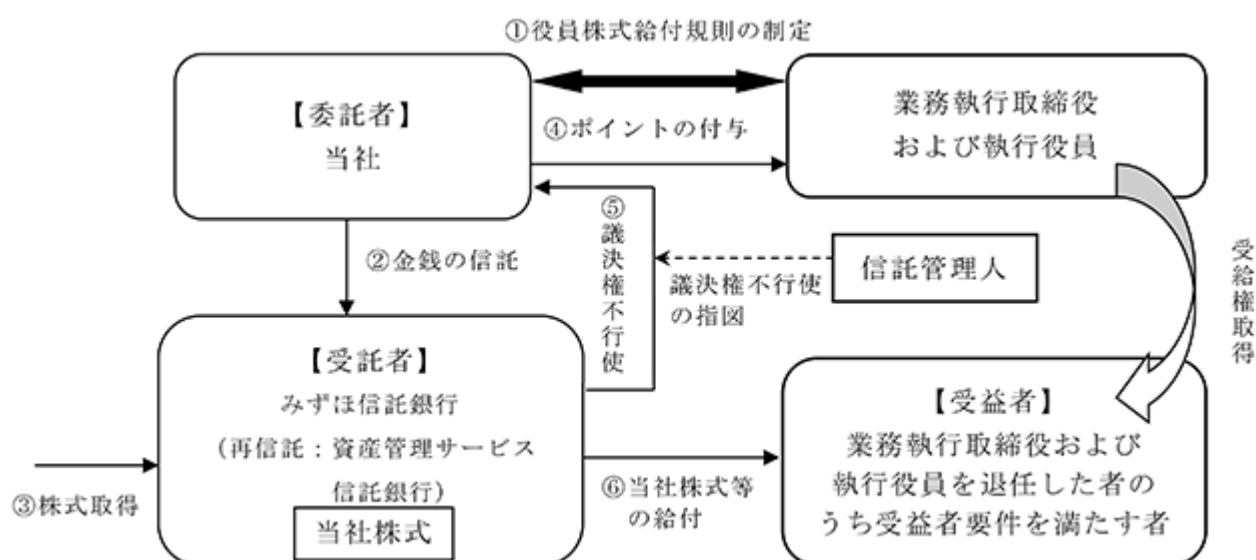 ①役員株式給付規則の制定
【委託者】
当社
業務執行取締役
および執行役員
④ポイントの付与
②金銭の信託
⑤議決権不行使
議決権不行使
の指図
信託管理人
受給権取得
【受託者】
みずほ信託銀行
(再信託：資産管理サービス
信託銀行)
当社株式
③株式取得
⑥当社株式等
の給付
【受益者】
業務執行取締役および
執行役員を退任した者の
うち受益者要件を満たす者